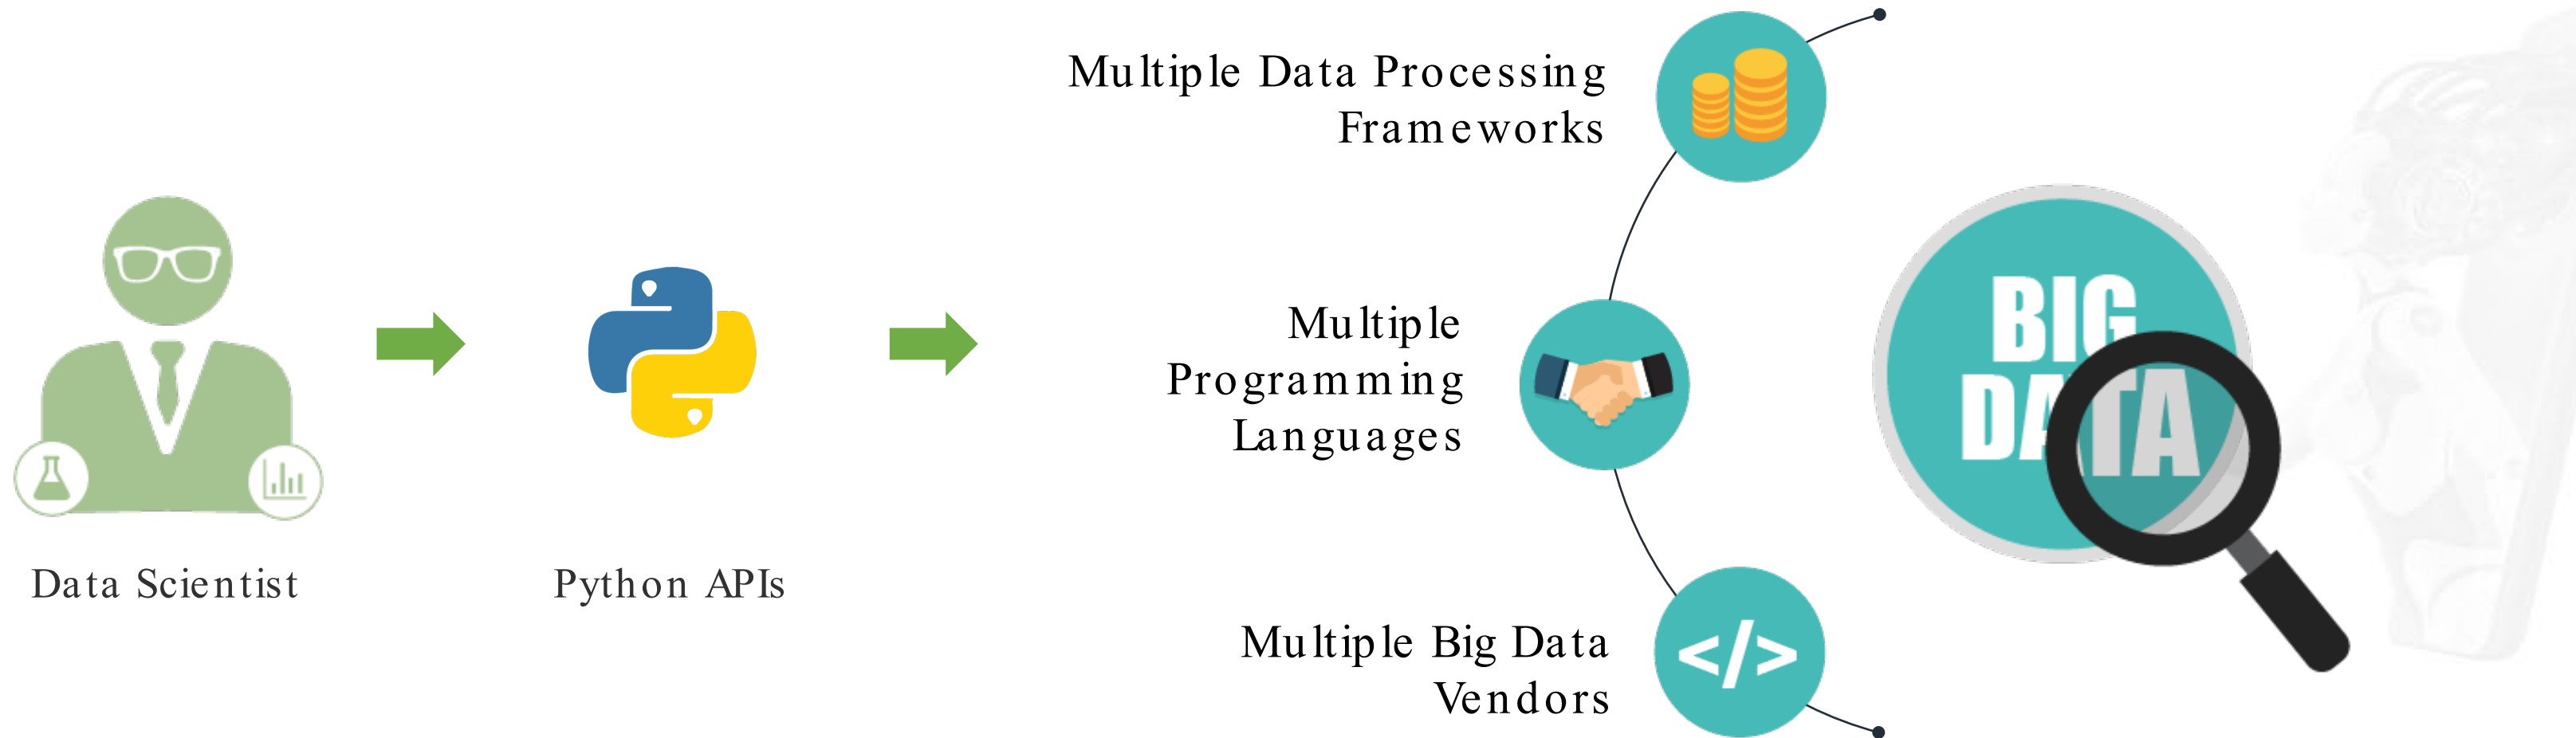 Data Scientist
Python APIs
Multiple Data Processing
Frameworks
Multiple
Programming
Languages
Multiple Big Data
Vendors
</>
BIG
DATA